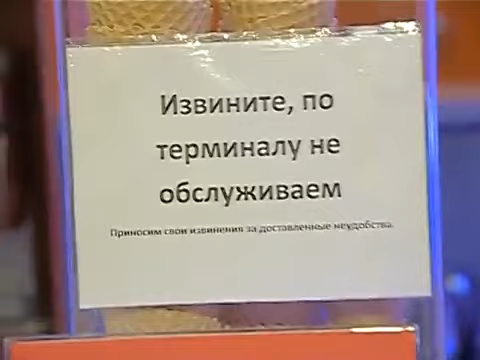 Извините, по
терминалу не
обслуживаем
Приносим свои извинения за доставленные неудобства.